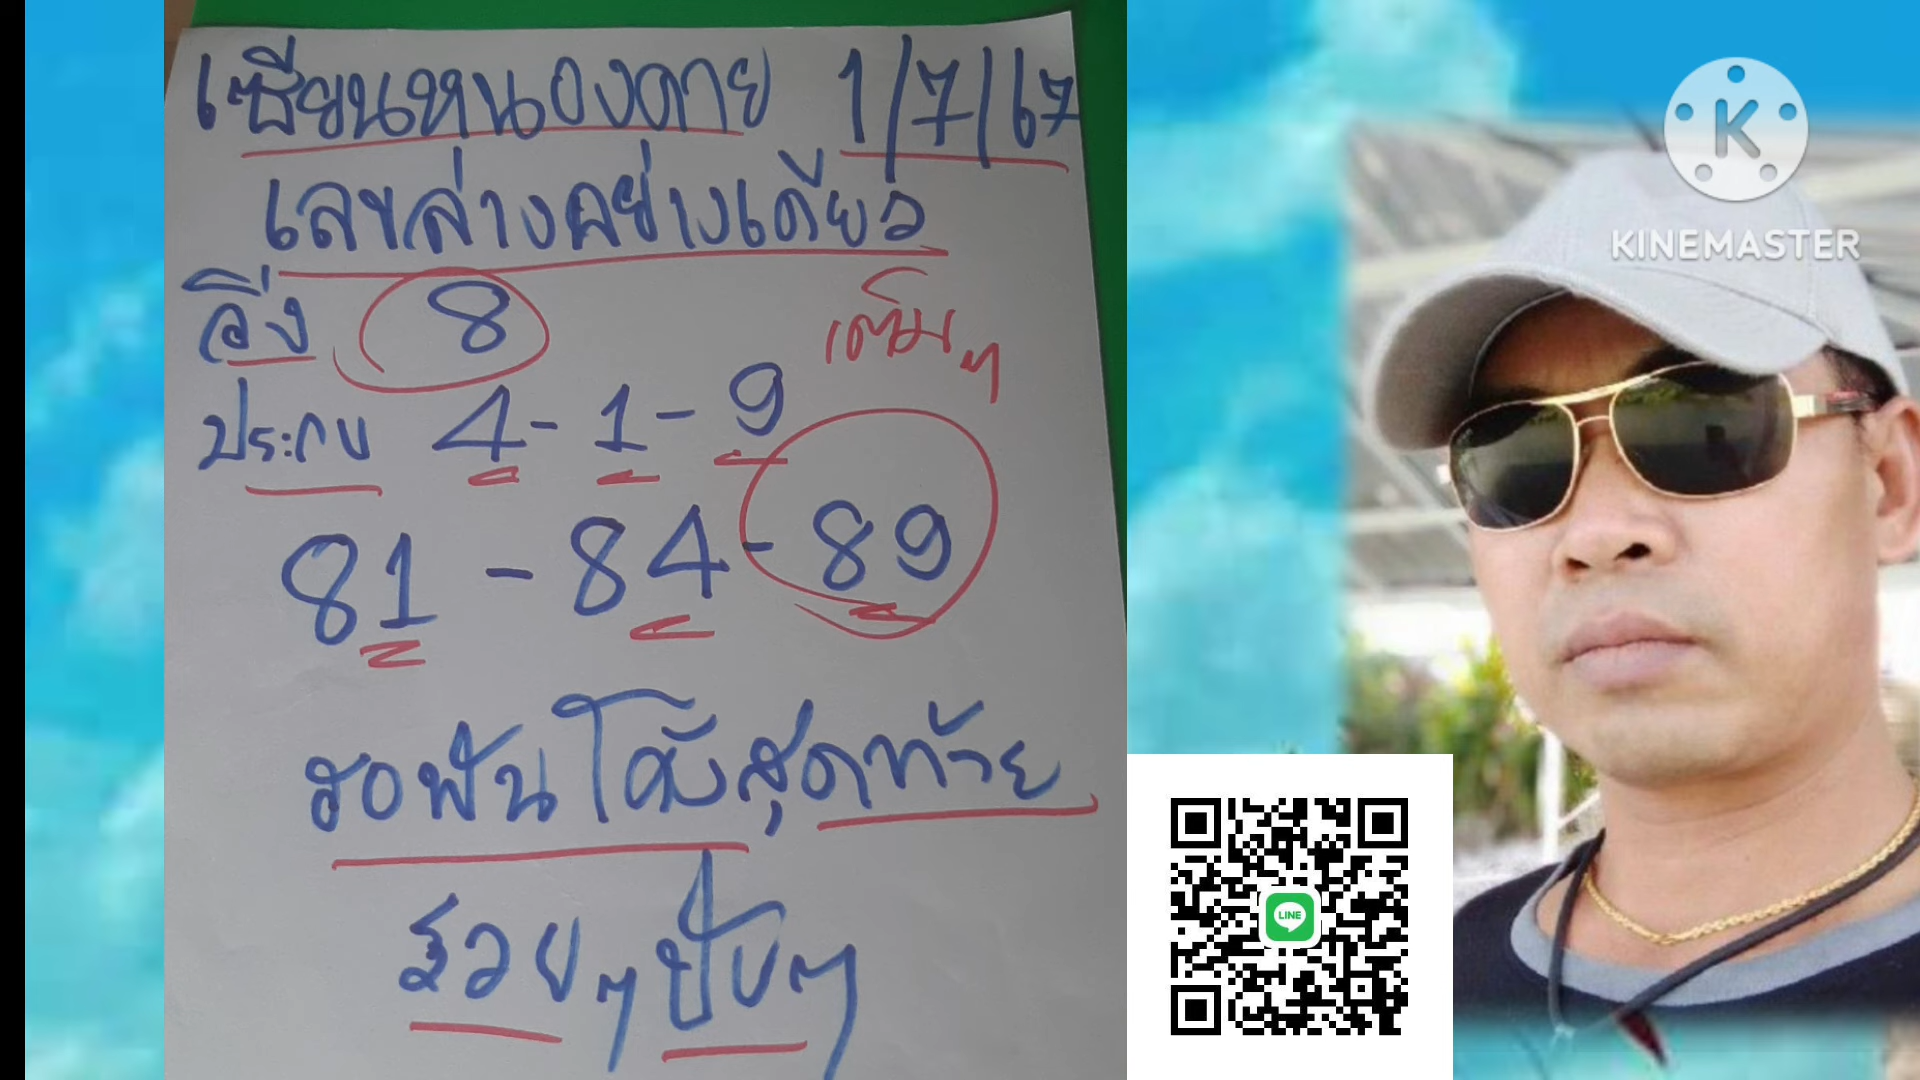 เซียนหนองคาย 1/7/67
เลขล่างอย่างเดียว
วิ่ง 8
เต็มๆ
ประกบ 4-1-9
81-84-89
รอฟันโค้งสุดท้าย
รวยๆปังๆ
KINEMASTER
LINE